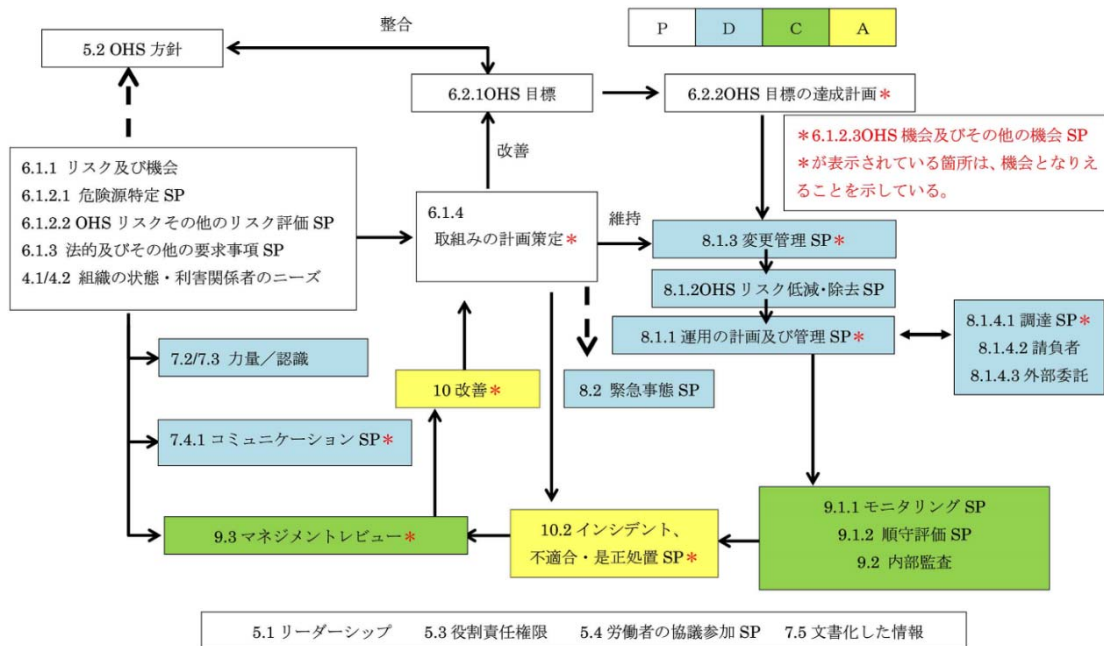 整合
P D C A
5.2 OHS 方針
6.2.1OHS 目標
6.2.2OHS 目標の達成計画＊
＊6.1.2.3OHS 機会及びその他の機会 SP
＊が表示されている箇所は、機会となりえ
ることを示している。
改善
6.1.1 リスク及び機会
6.1.2.1 危険源特定 SP
6.1.2.2 OHS リスクその他のリスク評価 SP
6.1.3 法的及びその他の要求事項 SP
4.1/4.2 組織の状態・利害関係者のニーズ
6.1.4
取組みの計画策定＊
維持
8.1.3 変更管理 SP＊
8.1.2OHS リスク低減・除去 SP
8.1.1 運用の計画及び管理 SP＊
8.1.4.1 調達 SP＊
8.1.4.2 請負者
8.1.4.3 外部委託
7.2/7.3 力量／認識
10 改善＊
8.2 緊急事態 SP
7.4.1 コミュニケーション SP＊
9.3 マネジメントレビュー＊
10.2 インシデント、
不適合・是正処置 SP＊
9.1.1 モニタリング SP
9.1.2 順守評価 SP
9.2 内部監査
5.1 リーダーシップ 5.3 役割責任権限 5.4 労働者の協議参加 SP 7.5 文書化した情報